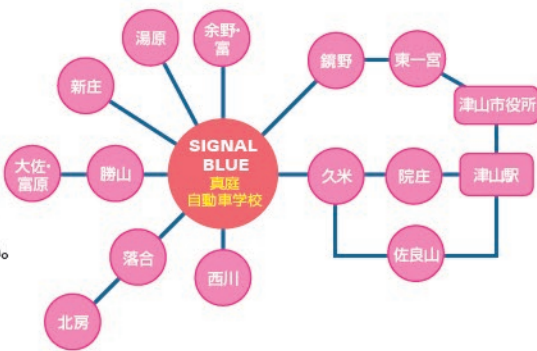 余野・
富
湯原
鏡野
東一宮
新庄
津山市役所
SIGNAL
BLUE
真庭
自動車学校
大佐・
富原
勝山
久米
院庄
津山駅
落合
西川
佐良山
北房
。